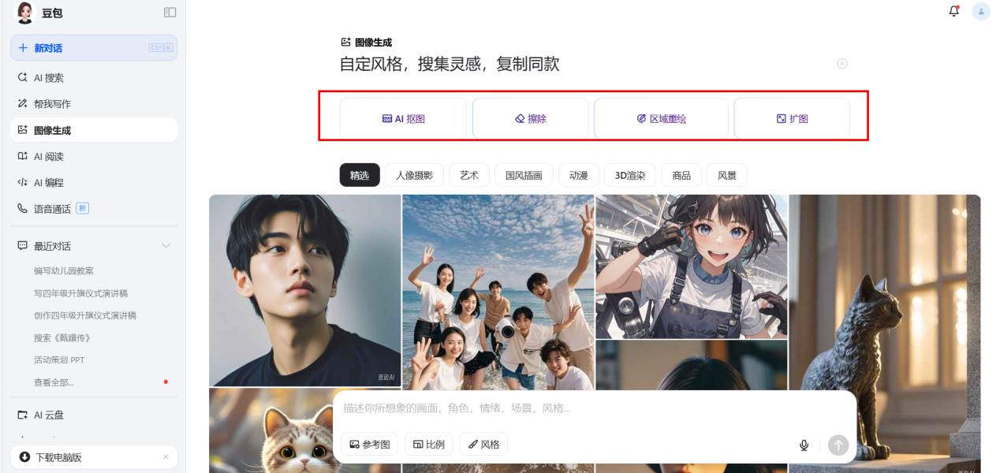 豆包
新对话
Ctrl K
AI 搜索
帮我写作
图像生成
AI 阅读
AI 编程
语音通话 新
最近对话
编写幼儿园教案
写四年级升旗仪式演讲稿
创作四年级升旗仪式演讲稿
搜索《甄嬛传》
活动策划 PPT
查看全部...
AI 云盘
下载电脑版
图像生成
自定风格，搜集灵感，复制同款
AI 抠图 擦除 区域重绘 扩图
精选 人像摄影 艺术 国风插画 动漫 3D渲染 商品 风景
豆包AI
描述你所想象的画面，角色，情绪，场景，风格...
参考图 比例 风格
豆包AI